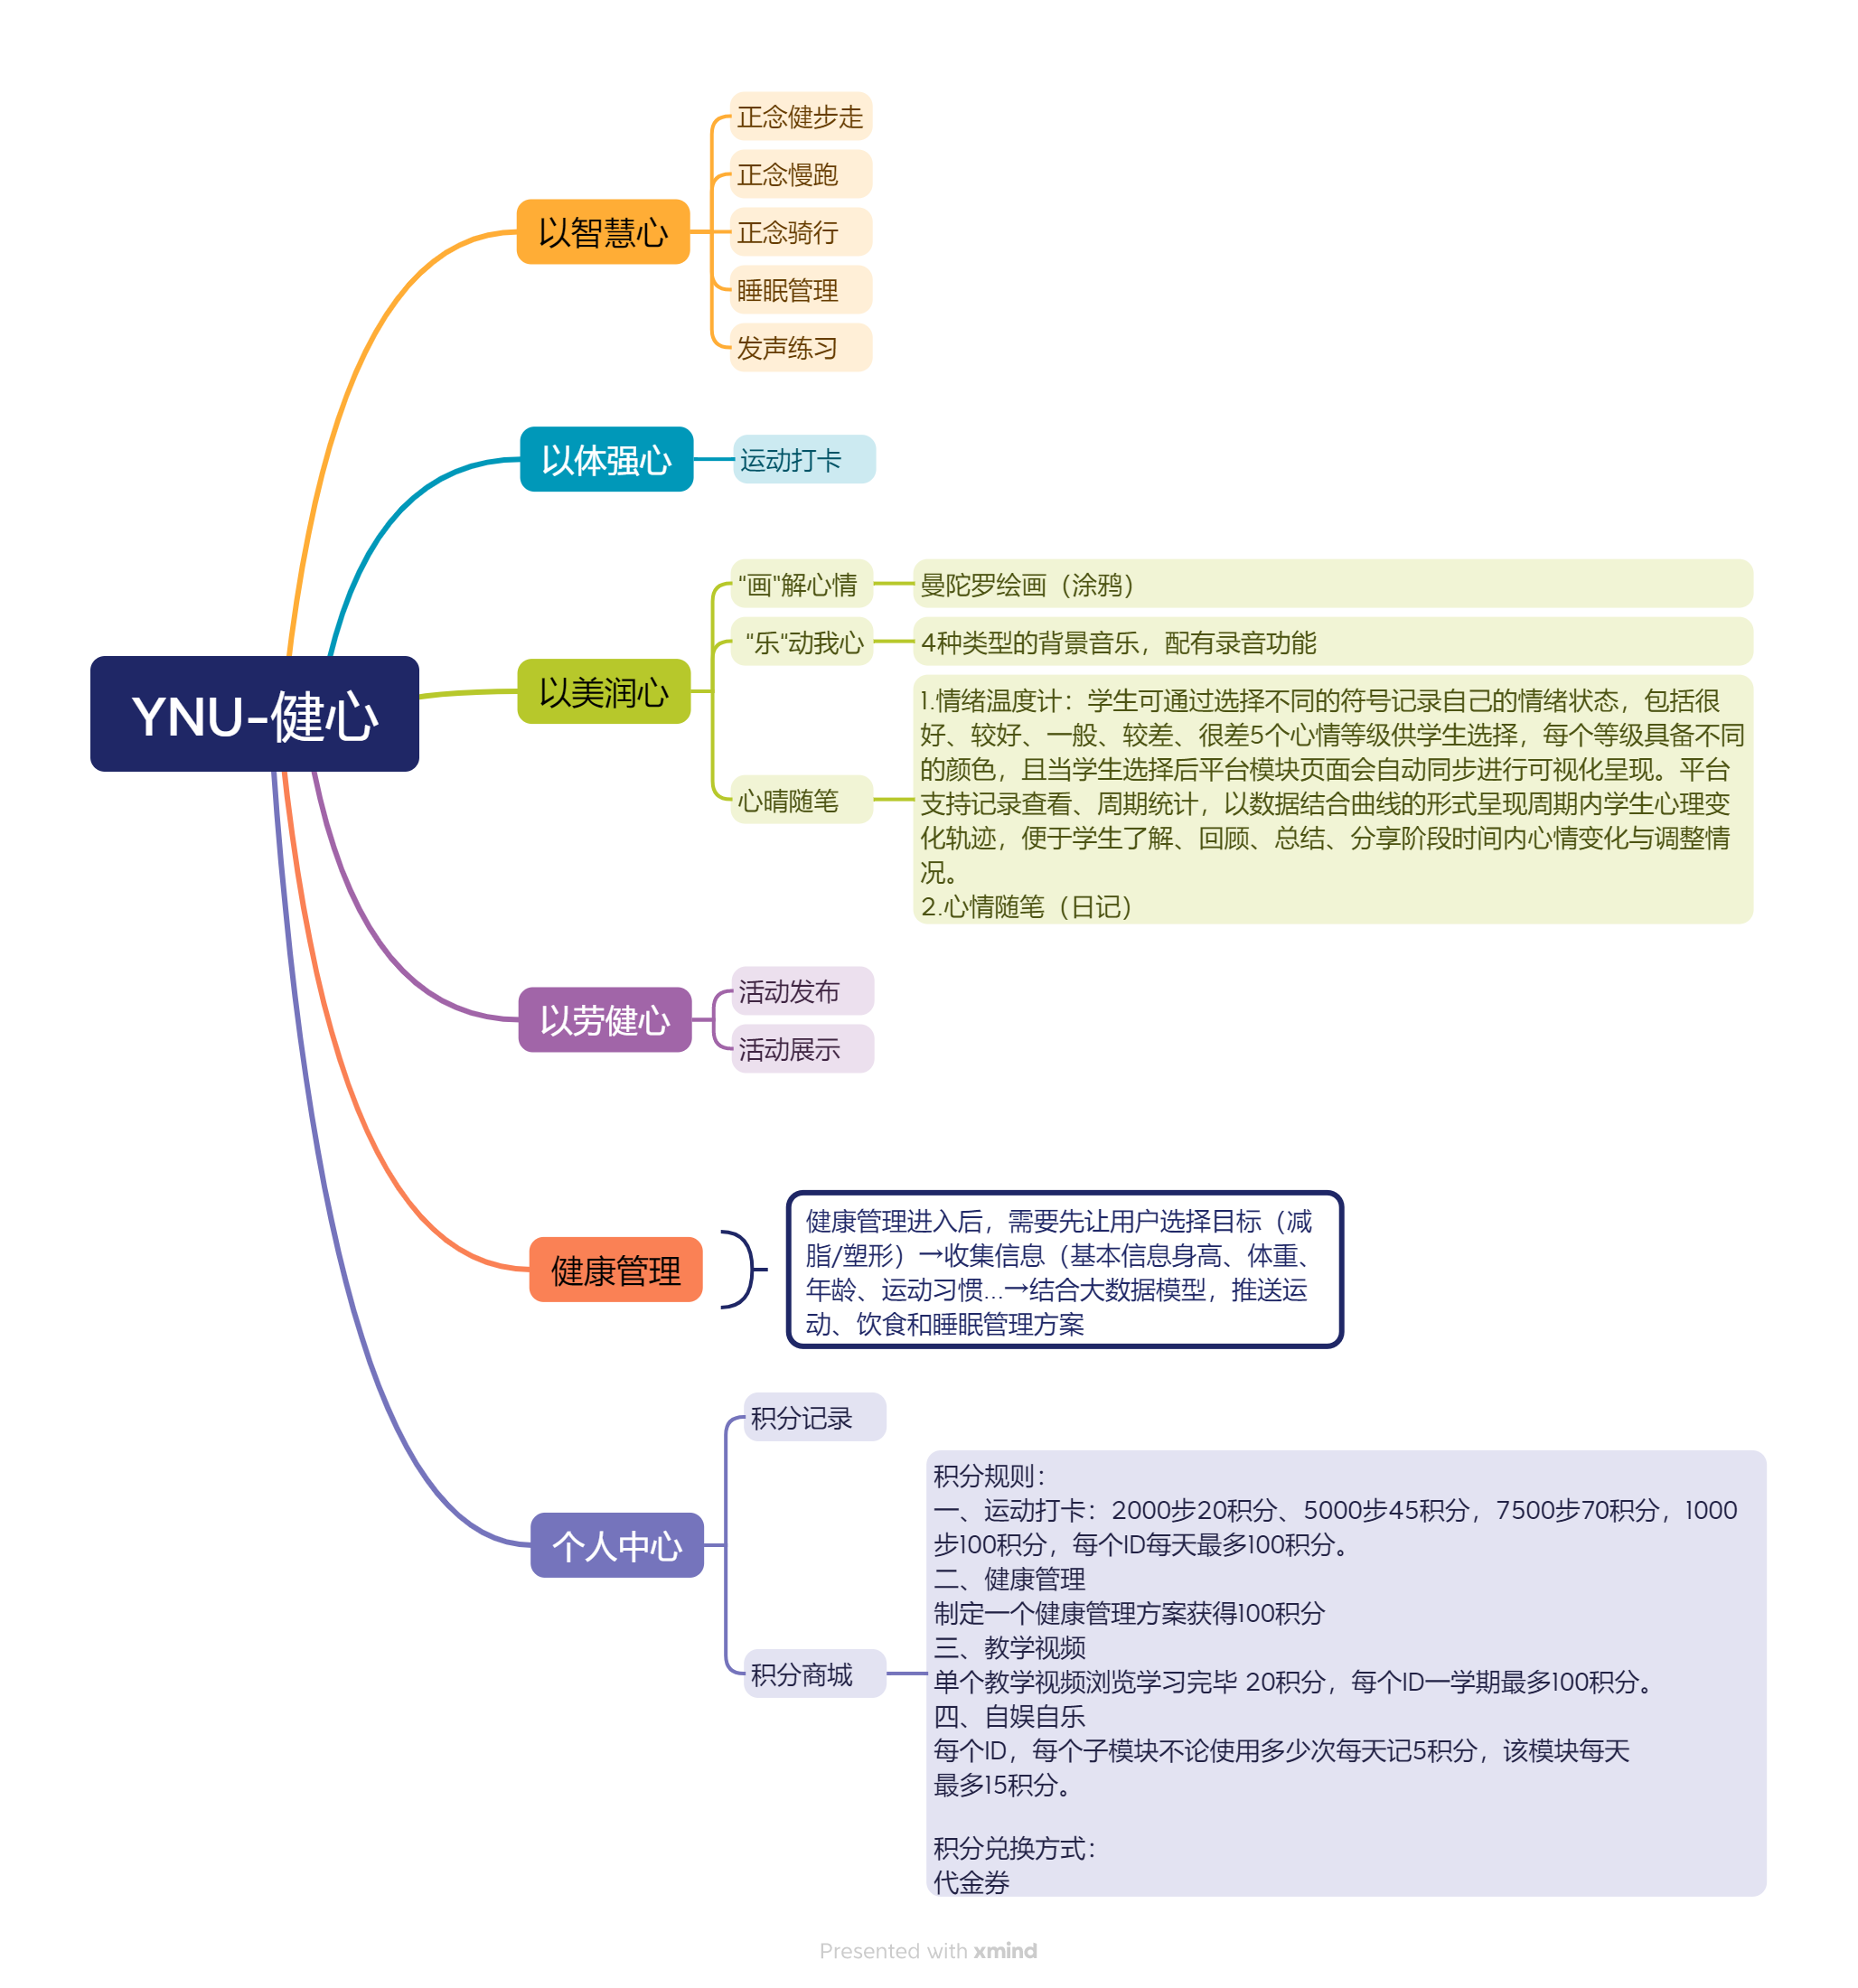 YNU-健心
以智慧心
正念健步走
正念慢跑
正念骑行
睡眠管理
发声练习
以体强心
运动打卡
以美润心
“画”解心情
曼陀罗绘画（涂鸦）
“乐“动我心
4种类型的背景音乐，配有录音功能
心晴随笔
1.情绪温度计：学生可通过选择不同的符号记录自己的情绪状态，包括很
好、较好、一般、较差、很差5个心情等级供学生选择，每个等级具备不同
的颜色，且当学生选择后平台模块页面会自动同步进行可视化呈现。平台
支持记录查看、周期统计，以数据结合曲线的形式呈现周期内学生心理变
化轨迹，便于学生了解、回顾、总结、分享阶段时间内心情变化与调整情
况。
2.心情随笔（日记）
以劳健心
活动发布
活动展示
健康管理
健康管理进入后，需要先让用户选择目标（减
脂/塑形）→收集信息（基本信息身高、体重、
年龄、运动习惯...→结合大数据模型，推送运
动、饮食和睡眠管理方案
个人中心
积分记录
积分商城
积分规则：
一、运动打卡：2000步20积分、5000步45积分，7500步70积分，1000
步100积分，每个ID每天最多100积分。
二、健康管理
制定一个健康管理方案获得100积分
三、教学视频
单个教学视频浏览学习完毕 20积分，每个ID一学期最多100积分。
四、自娱自乐
每个ID，每个子模块不论使用多少次每天记5积分，该模块每天
最多15积分。
积分兑换方式：
代金券
Presented with xmind